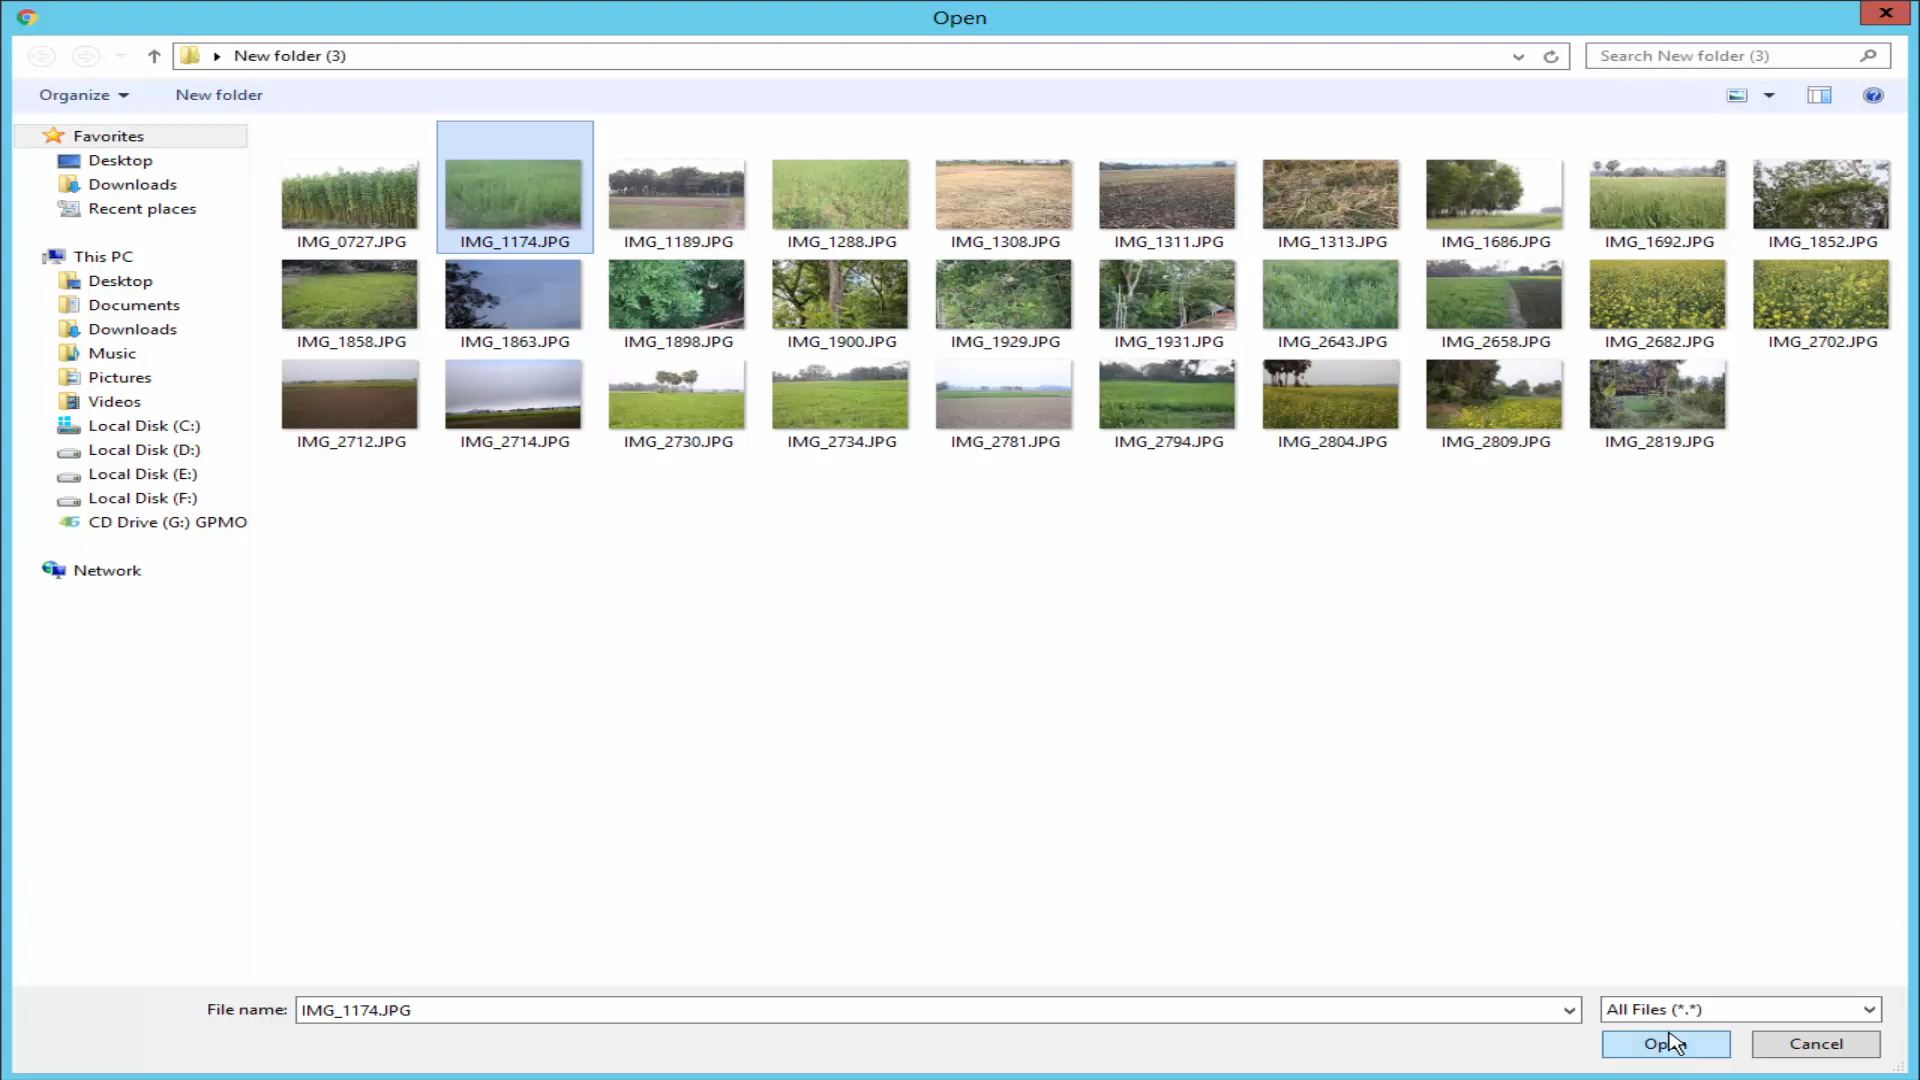 Open
New folder (3)
Search New folder (3)
Organize
New folder
Favorites
Desktop
Downloads
Recent places
This PC
Desktop
Documents
Downloads
Music
Pictures
Videos
Local Disk (C:)
Local Disk (D:)
Local Disk (E:)
Local Disk (F:)
CD Drive (G:) GPMO
Network
IMG_0727.JPG IMG_1174.JPG IMG_1189.JPG IMG_1288.JPG IMG_1308.JPG IMG_1311.JPG IMG_1313.JPG IMG_1686.JPG IMG_1692.JPG IMG_1852.JPG
IMG_1858.JPG IMG_1863.JPG IMG_1898.JPG IMG_1900.JPG IMG_1929.JPG IMG_1931.JPG IMG_2643.JPG IMG_2658.JPG IMG_2682.JPG IMG_2702.JPG
IMG_2712.JPG IMG_2714.JPG IMG_2730.JPG IMG_2734.JPG IMG_2781.JPG IMG_2794.JPG IMG_2804.JPG IMG_2809.JPG IMG_2819.JPG
File name: IMG_1174.JPG
All Files (*.*)
Open
Cancel